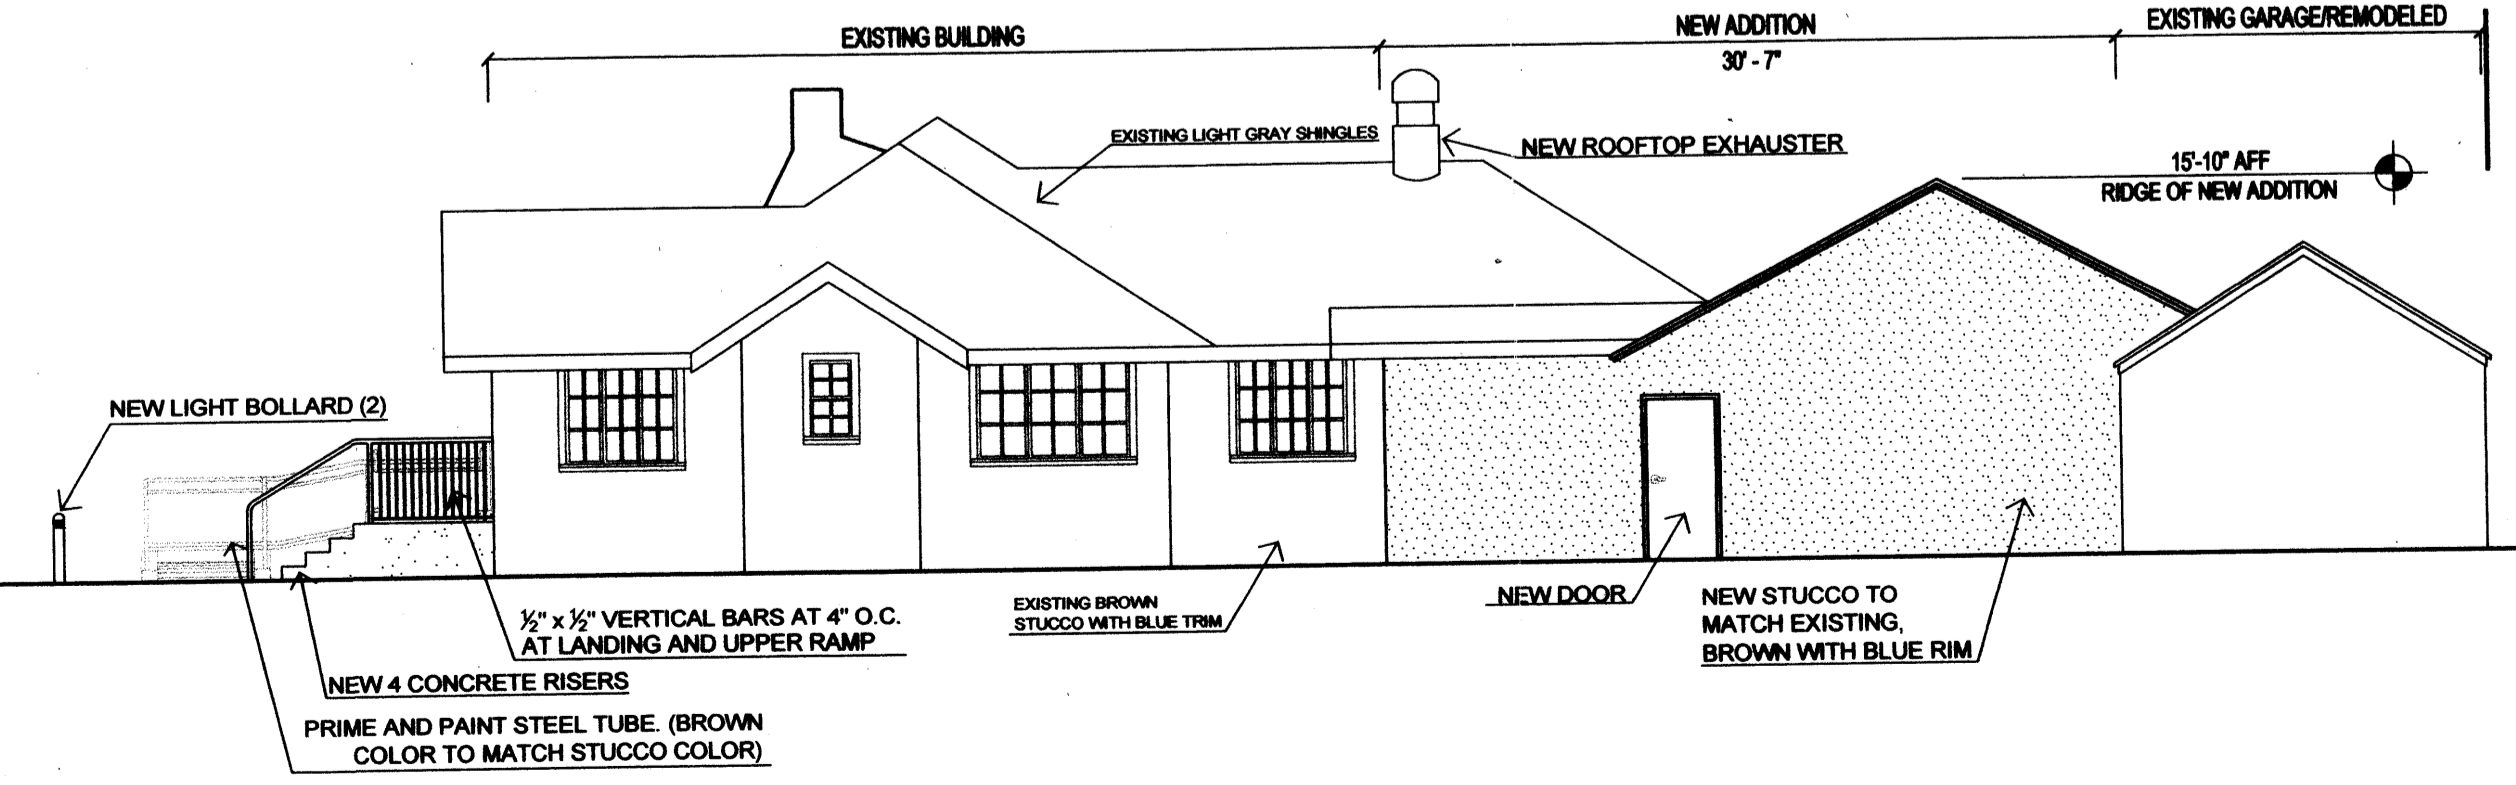 EXISTING BUILDING
NEW ADDITION
30' - 7"
EXISTING GARAGE/REMODELED
EXISTING LIGHT GRAY SHINGLES
NEW ROOFTOP EXHAUSTER
15'-10" AFF
RIDGE OF NEW ADDITION
NEW LIGHT BOLLARD (2)
½" x ½" VERTICAL BARS AT 4" O.C.
AT LANDING AND UPPER RAMP
EXISTING BROWN
STUCCO WITH BLUE TRIM
NEW DOOR
NEW STUCCO TO
MATCH EXISTING,
BROWN WITH BLUE RIM
NEW 4 CONCRETE RISERS
PRIME AND PAINT STEEL TUBE. (BROWN
COLOR TO MATCH STUCCO COLOR)